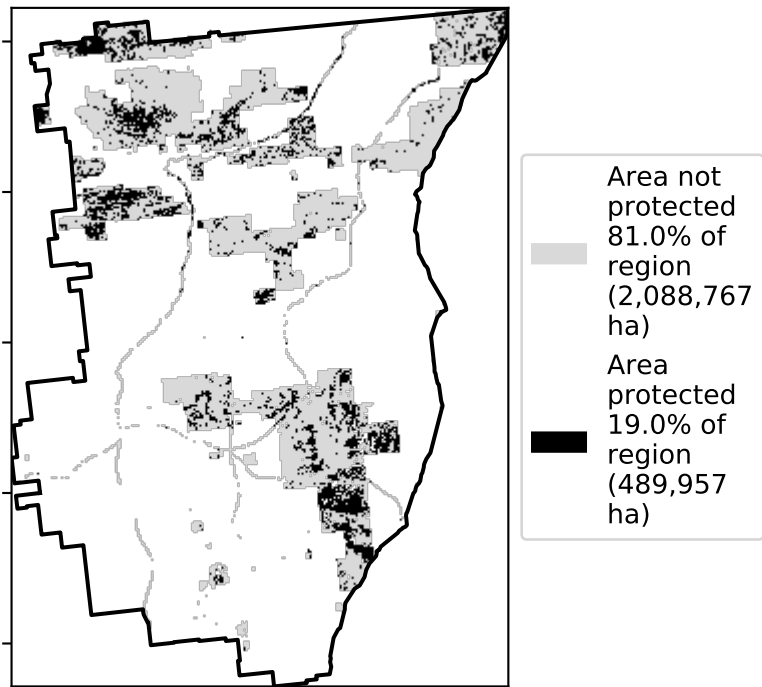 Area not
protected
81.0% of
region
(2,088,767
ha)
Area
protected
19.0% of
region
(489,957
ha)